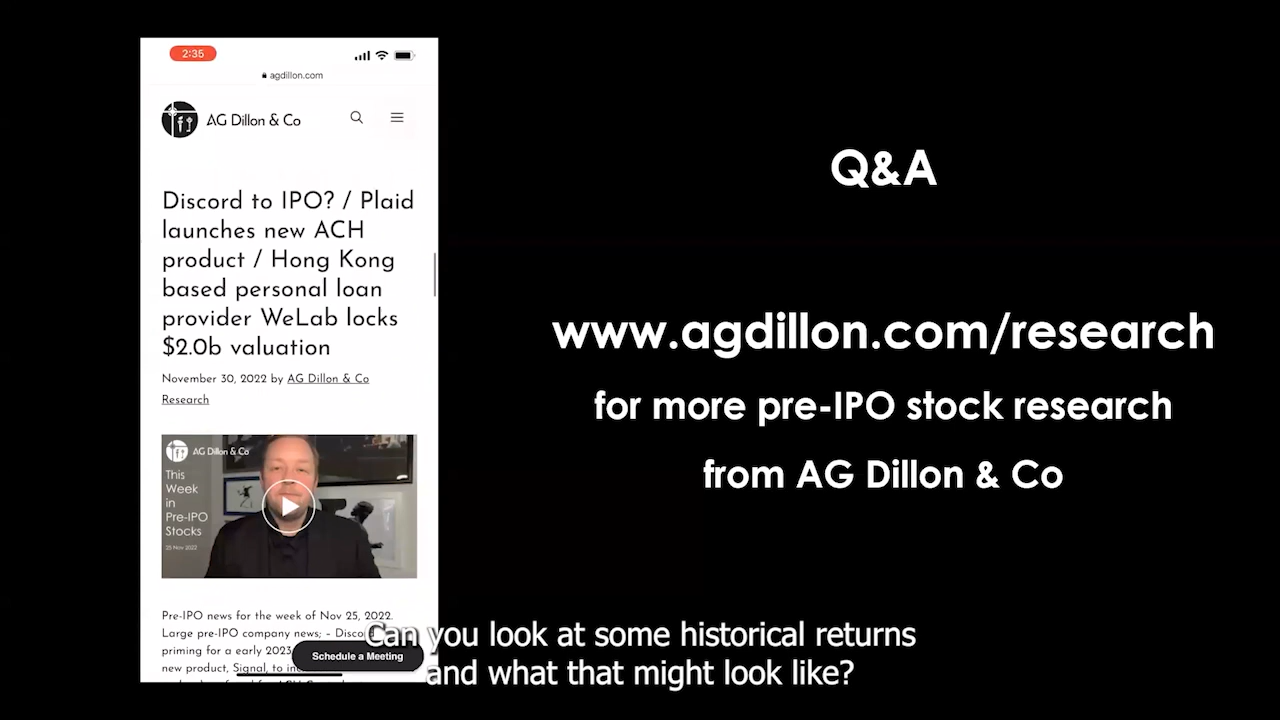 2:35
agdillon.com
AG Dillon & Co
Discord to IPO? / Plaid
launches new ACH
product / Hong Kong
based personal loan
provider WeLab locks
$2.0b valuation
November 30, 2022 by AG Dillon & Co
Research
AG Dillon & Co
This
Week
in
Pre-IPO
Stocks
25 Nov 2022
Pre-IPO news for the week of Nov 25, 2022.
Large pre-IPO company news; – Discord
priming for a early 2023
new product, Signal, to
Schedule a Meeting
Q&A
www.agdillon.com/research
for more pre-IPO stock research
from AG Dillon & Co
Can you look at some historical returns
and what that might look like?